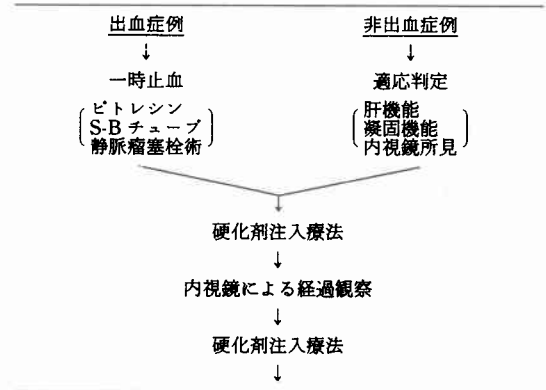 出血症例
↓
一時止血
ピトレシン
S-B チューブ
静脈瘤塞栓術
非出血症例
↓
適応判定
肝機能
凝固機能
内視鏡所見
↓
硬化剤注入療法
↓
内視鏡による経過観察
↓
硬化剤注入療法
↓